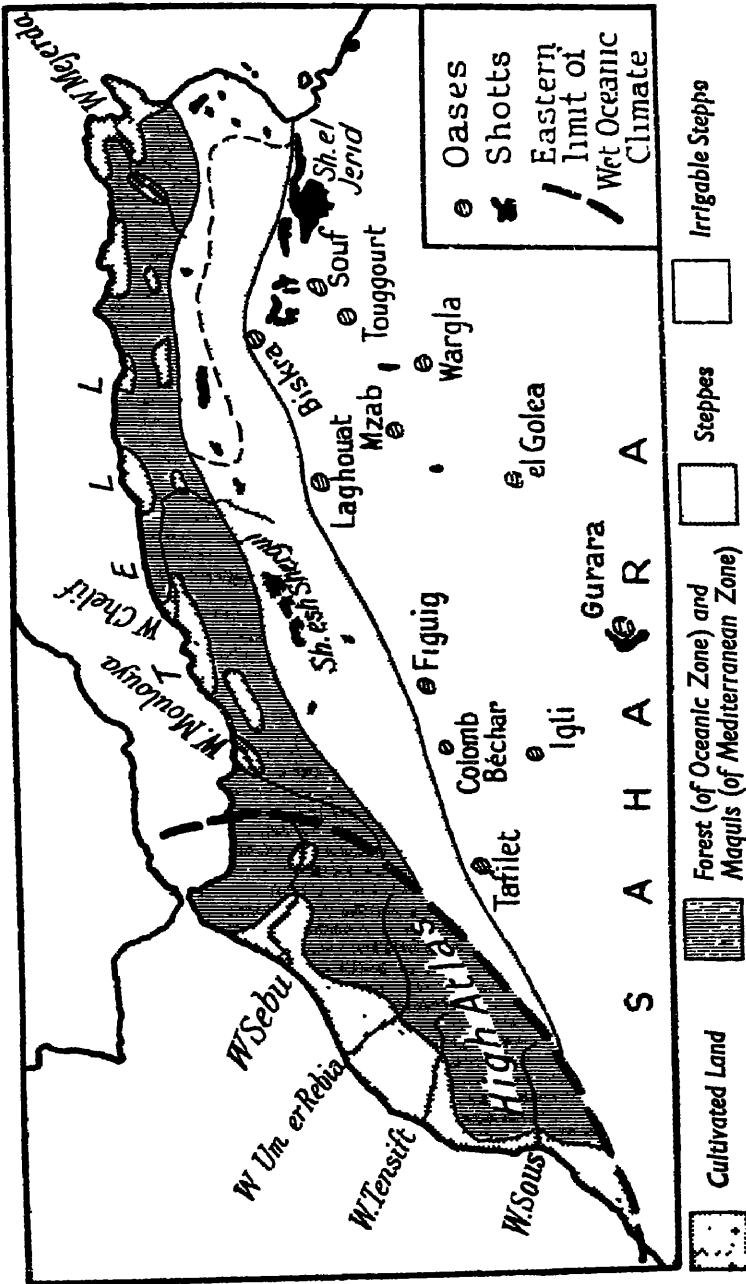 W Mejerda
W. Moulouya
W Chelif
T E L L
W Sebu
W Um er Rebia
W.Tensift
W.Sous
High Atlas
Sh. esh Shergui
Sh. el
Jerid
Biskra
Souf
Touggourt
Laghouat
Mzab
Wargla
el Golea
Figuig
Colomb
Béchar
Tafilet
Igli
Gurara
S A H A R A
Oases
Shotts
Eastern
limit of
Wet Oceanic
Climate
Cultivated Land
Forest (of Oceanic Zone) and
Maquis (of Mediterranean Zone)
Steppes
Irrigable Steppe